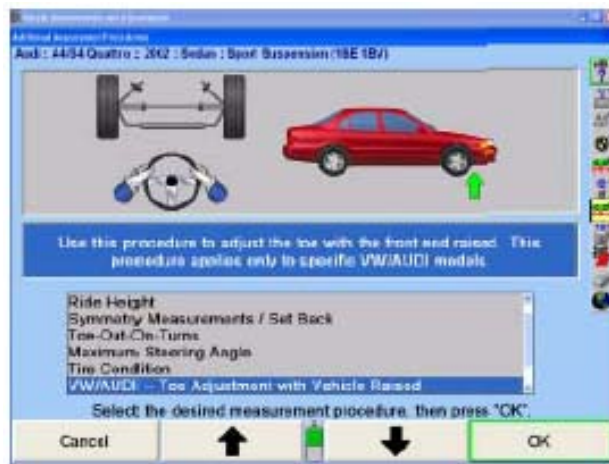 Additional Measurement Procedures
Audi : A4/S4 Quattro : 2002 : Sedan : Sport Suspension (1BE 1BV)
Use this procedure to adjust the toe with the front end raised. This
procedure applies only to specific VW/AUDI models.
Ride Height
Symmetry Measurements / Set Back
Toe-Out-On-Turns
Maximum Steering Angle
Tire Condition
VW/AUDI -- Toe Adjustment with Vehicle Raised
Select the desired measurement procedure, then press "OK".
Cancel
OK